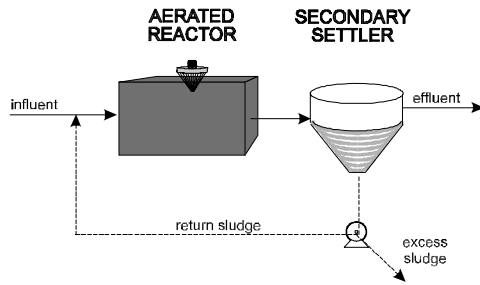 AERATED
REACTOR
SECONDARY
SETTLER
influent
effluent
return sludge
excess
sludge